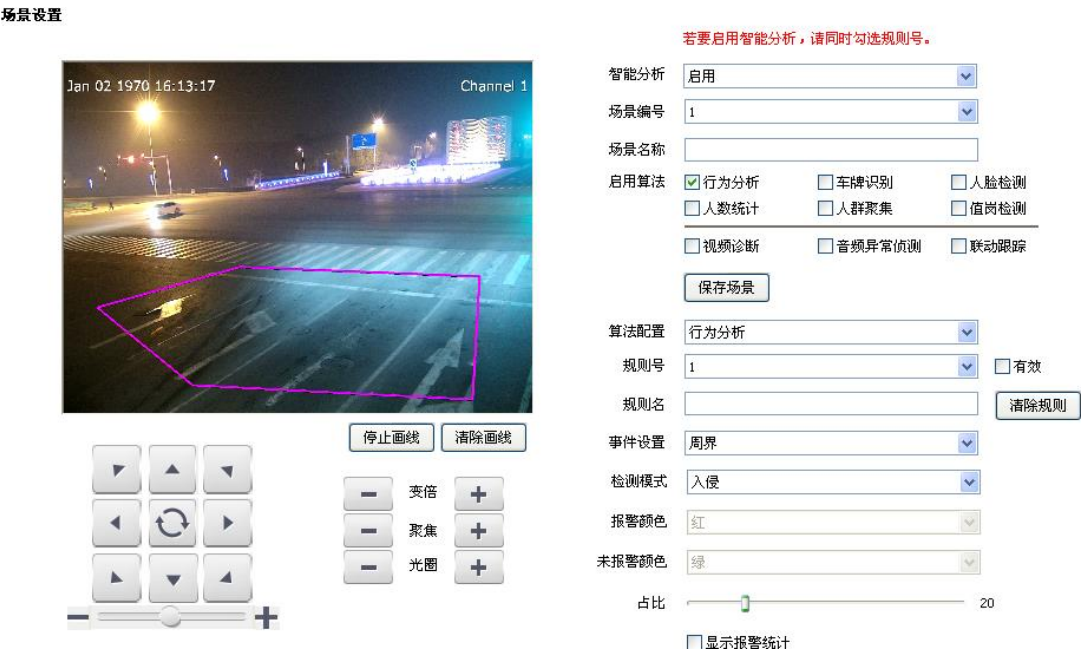 场景设置
若要启用智能分析，请同时勾选规则号。
Jan 02 1970 16:13:17
Channel 1
智能分析 启用
场景编号 1
场景名称
启用算法 行为分析 车牌识别 人脸检测
人数统计 人群聚集 值岗检测
视频诊断 音频异常侦测 联动跟踪
保存场景
算法配置 行为分析
规则号 1 有效
规则名 清除规则
停止画线 清除画线
事件设置 周界
检测模式 入侵
变倍
报警颜色 红
聚焦
未报警颜色 绿
光圈
占比 20
显示报警统计